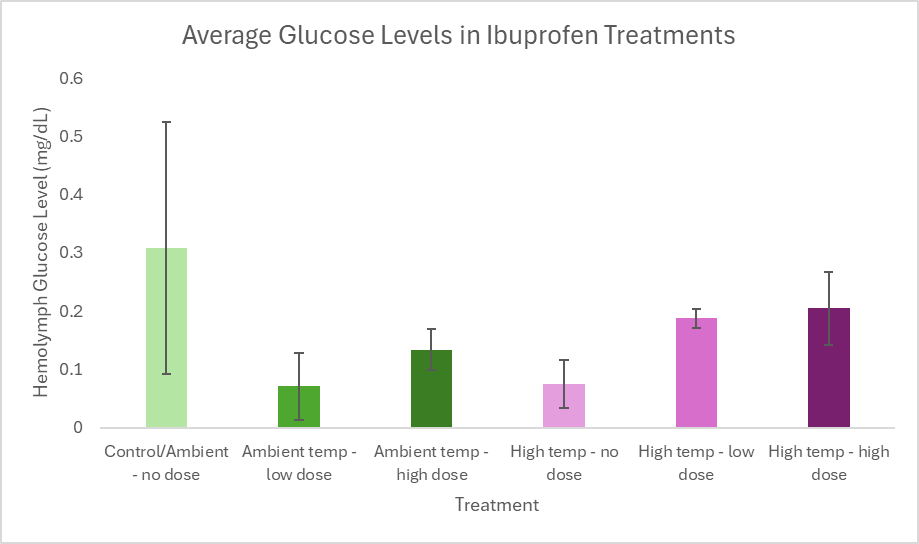 Average Glucose Levels in Ibuprofen Treatments
Hemolymph Glucose Level (mg/dL)
0.6
0.5
0.4
0.3
0.2
0.1
0
Control/Ambient
- no dose
Ambient temp -
low dose
Ambient temp -
high dose
High temp - no
dose
High temp - low
dose
High temp - high
dose
Treatment